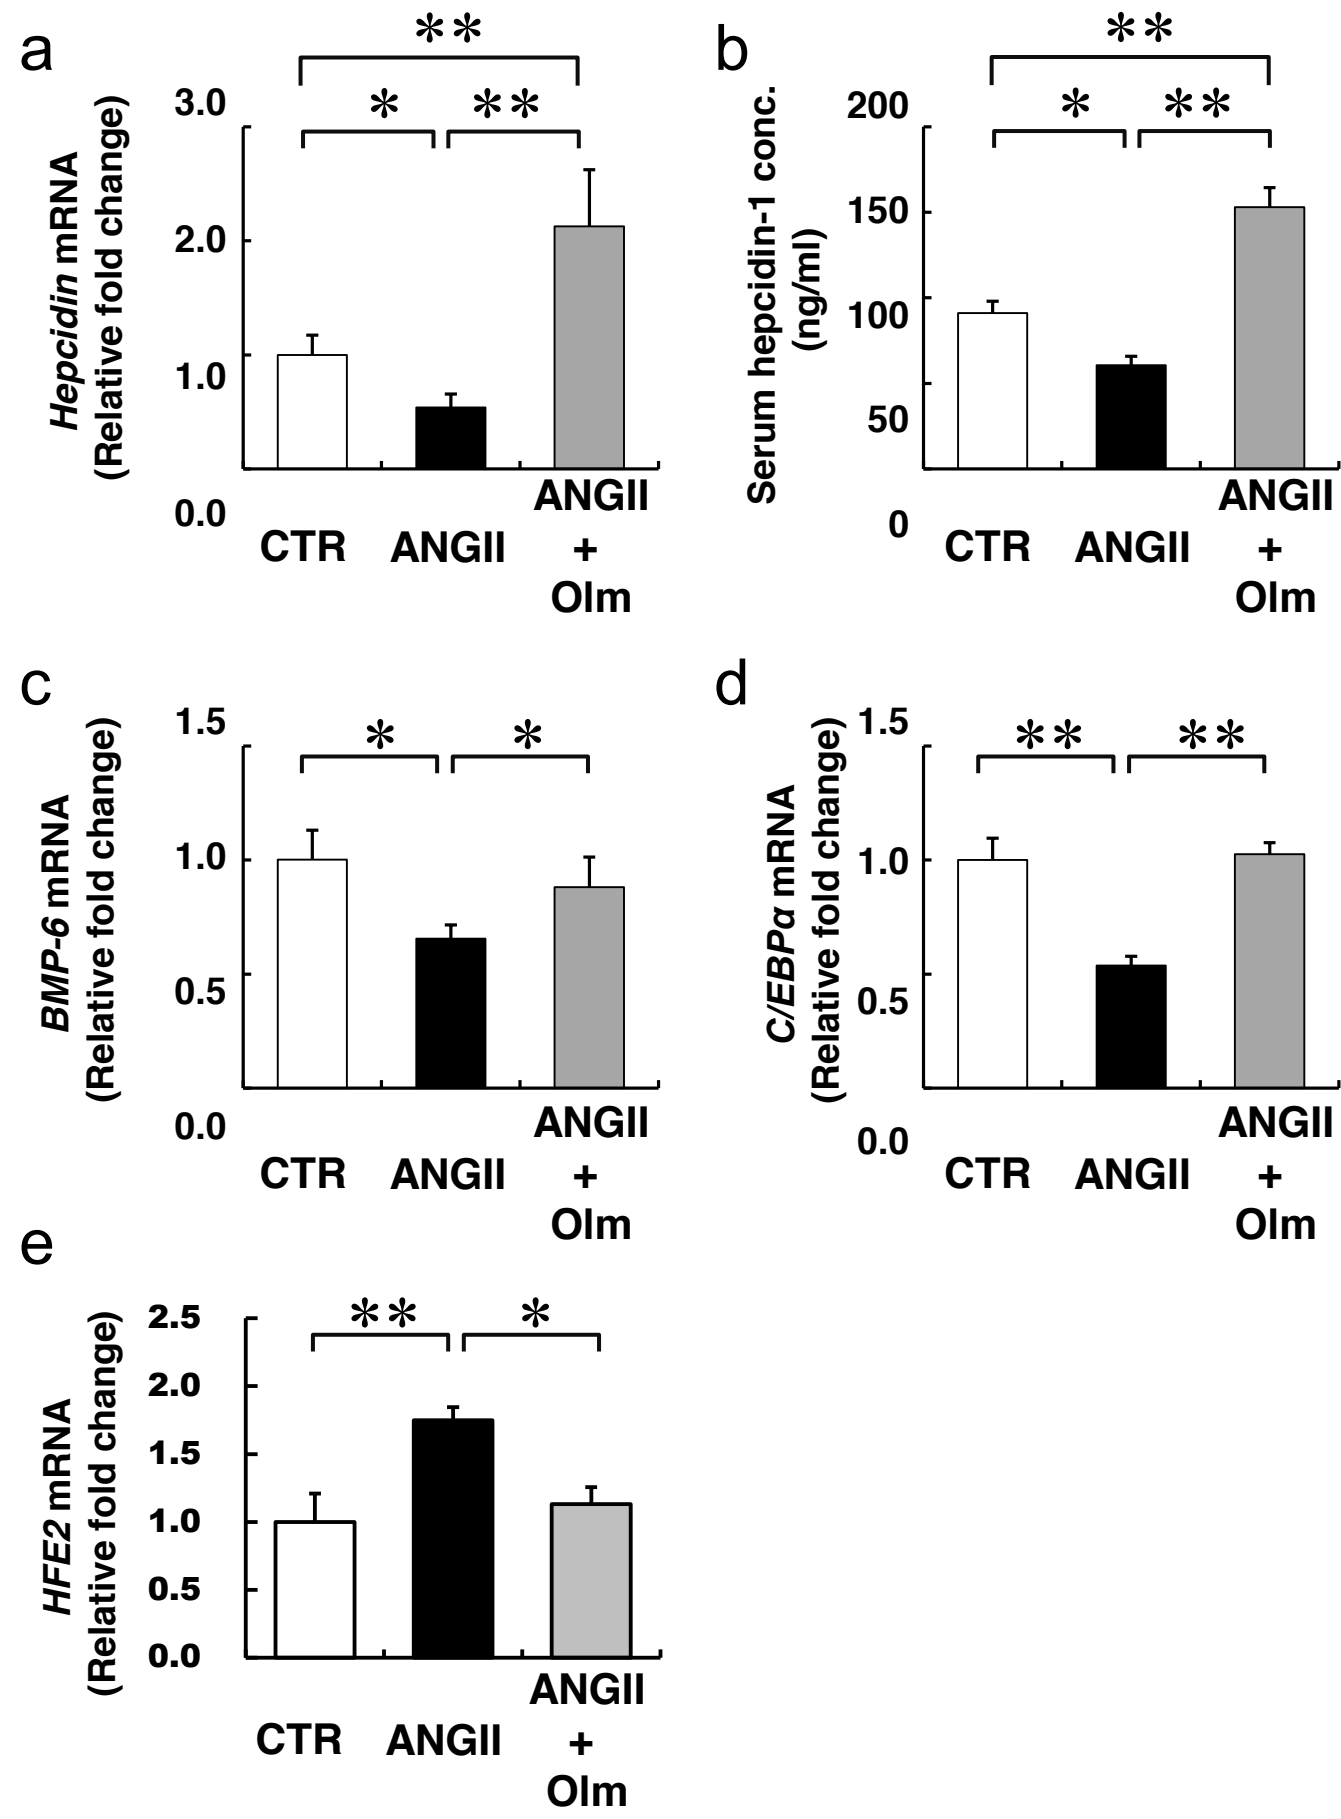 a
**
* **
Hepcidin mRNA
(Relative fold change)
3.0
2.0
1.0
0.0
CTR
ANGII
ANGII
+
Olm
b
**
* **
Serum hepcidin-1 conc.
(ng/ml)
200
150
100
50
0
CTR
ANGII
ANGII
+
Olm
c
* *
BMP-6 mRNA
(Relative fold change)
1.5
1.0
0.5
0.0
CTR
ANGII
ANGII
+
Olm
d
** **
C/EBPα mRNA
(Relative fold change)
1.5
1.0
0.5
0.0
CTR
ANGII
ANGII
+
Olm
e
** *
HFE2 mRNA
(Relative fold change)
2.5
2.0
1.5
1.0
0.5
0.0
CTR
ANGII
ANGII
+
Olm